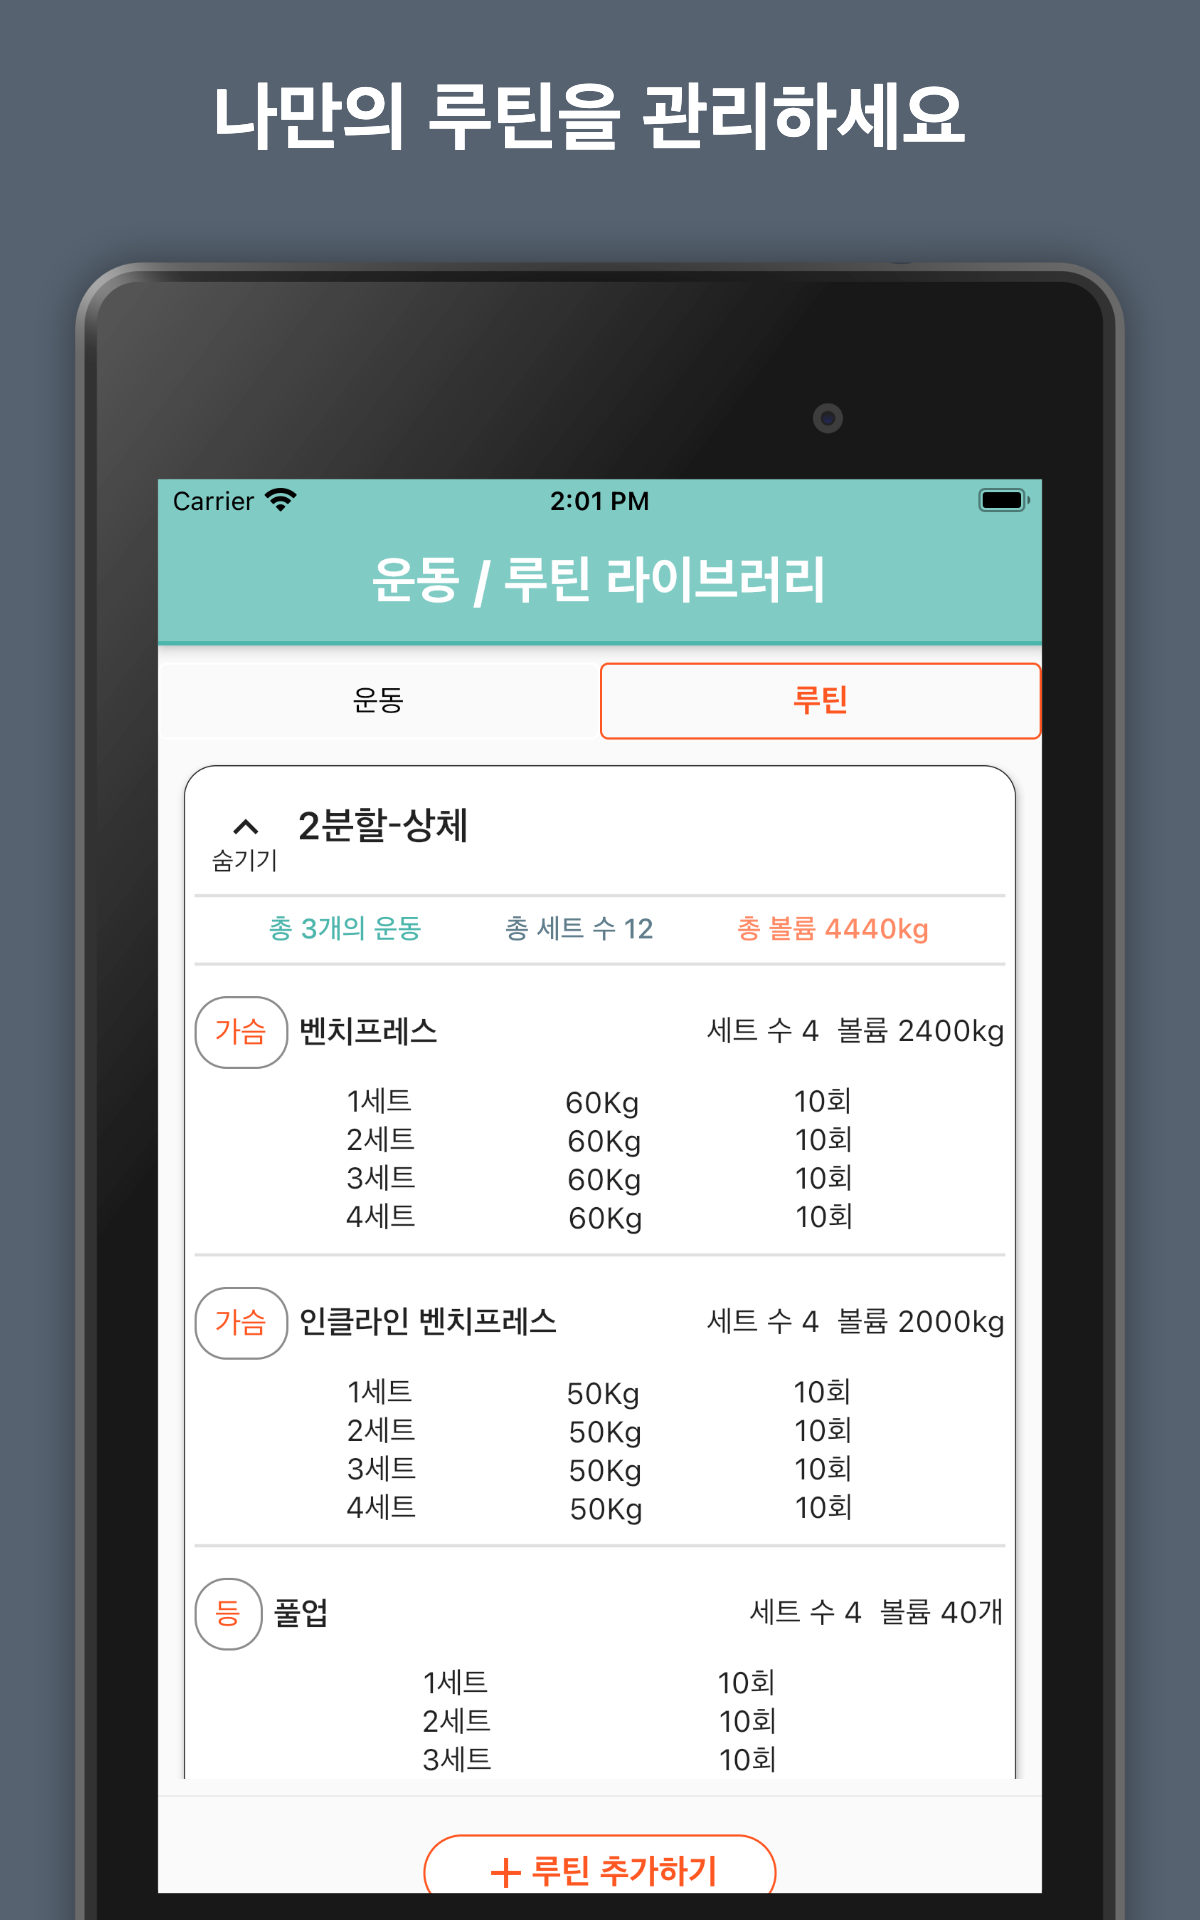 나만의 루틴을 관리하세요
Carrier 2:01 PM
운동 / 루틴 라이브러리
운동 루틴
2분할-상체
숨기기
총 3개의 운동 총 세트 수 12 총 볼륨 4440kg
가슴 벤치프레스 세트 수 4 볼륨 2400kg
1세트 60Kg 10회
2세트 60Kg 10회
3세트 60Kg 10회
4세트 60Kg 10회
가슴 인클라인 벤치프레스 세트 수 4 볼륨 2000kg
1세트 50Kg 10회
2세트 50Kg 10회
3세트 50Kg 10회
4세트 50Kg 10회
등 풀업 세트 수 4 볼륨 40개
1세트 10회
2세트 10회
3세트 10회
+ 루틴 추가하기